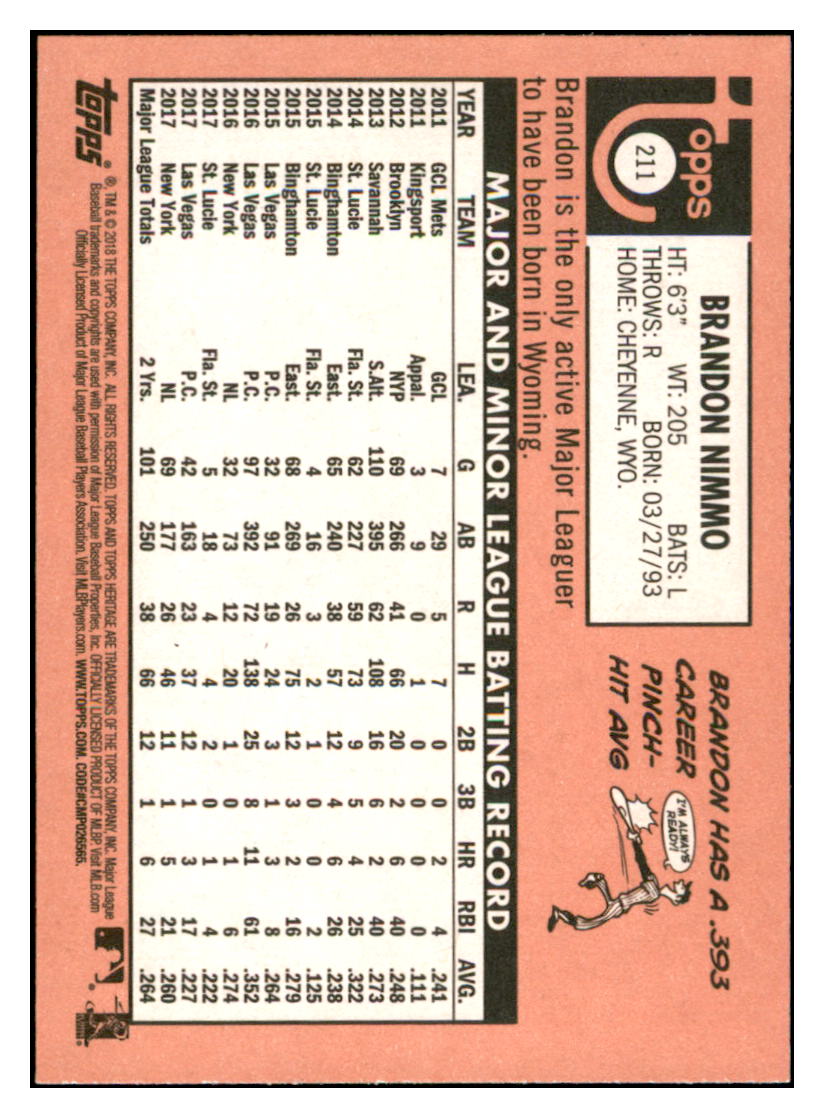 Topps
211
BRANDON NIMMO
HT: 6'3" WT: 205 BATS: L
THROWS: R BORN: 03/27/93
HOME: CHEYENNE, WYO.
BRANDON HAS A .393
CAREER
PINCH-
HIT AVG
I'M ALWAYS
READY!
Brandon is the only active Major Leaguer
to have been born in Wyoming.
MAJOR AND MINOR LEAGUE BATTING RECORD
YEAR TEAM LEA. G AB R H 2B 3B HR RBI AVG.
2011 GCL Mets GCL 7 29 5 7 0 0 2 4 .241
2011 Kingsport Appal. 3 9 0 1 0 0 0 0 .111
2012 Brooklyn NYP 69 266 41 66 20 2 6 40 .248
2013 Savannah S.Alt. 110 395 62 108 16 6 2 40 .273
2014 St. Lucie Fla. St. 62 227 59 73 9 5 4 25 .322
2014 Binghamton East. 65 240 38 57 12 4 6 26 .238
2015 St. Lucie Fla. St. 4 16 3 2 1 0 0 2 .125
2015 Binghamton East. 68 269 26 75 12 3 2 16 .279
2015 Las Vegas P.C. 32 91 19 24 3 1 3 8 .264
2016 Las Vegas P.C. 97 392 72 138 25 8 11 61 .352
2016 New York NL 32 73 12 20 1 0 1 6 .274
2017 St. Lucie Fla. St. 5 18 4 4 2 0 1 4 .222
2017 Las Vegas P.C. 42 163 23 37 12 1 3 17 .227
2017 New York NL 69 177 26 46 11 1 5 21 .260
Major League Totals 2 Yrs. 101 250 38 66 12 1 6 27 .264
topps ® ®, TM & © 2018 THE TOPPS COMPANY, INC. ALL RIGHTS RESERVED. TOPPS AND TOPPS HERITAGE ARE TRADEMARKS OF THE TOPPS COMPANY, INC. Major League
Baseball trademarks and copyrights are used with permission of Major League Baseball Properties, Inc. OFFICIALLY LICENSED PRODUCT OF MLBP. Visit MLB.com
Officially Licensed Product of Major League Baseball Players Association. Visit MLBPlayers.com. WWW.TOPPS.COM. CODE#CMP026565.